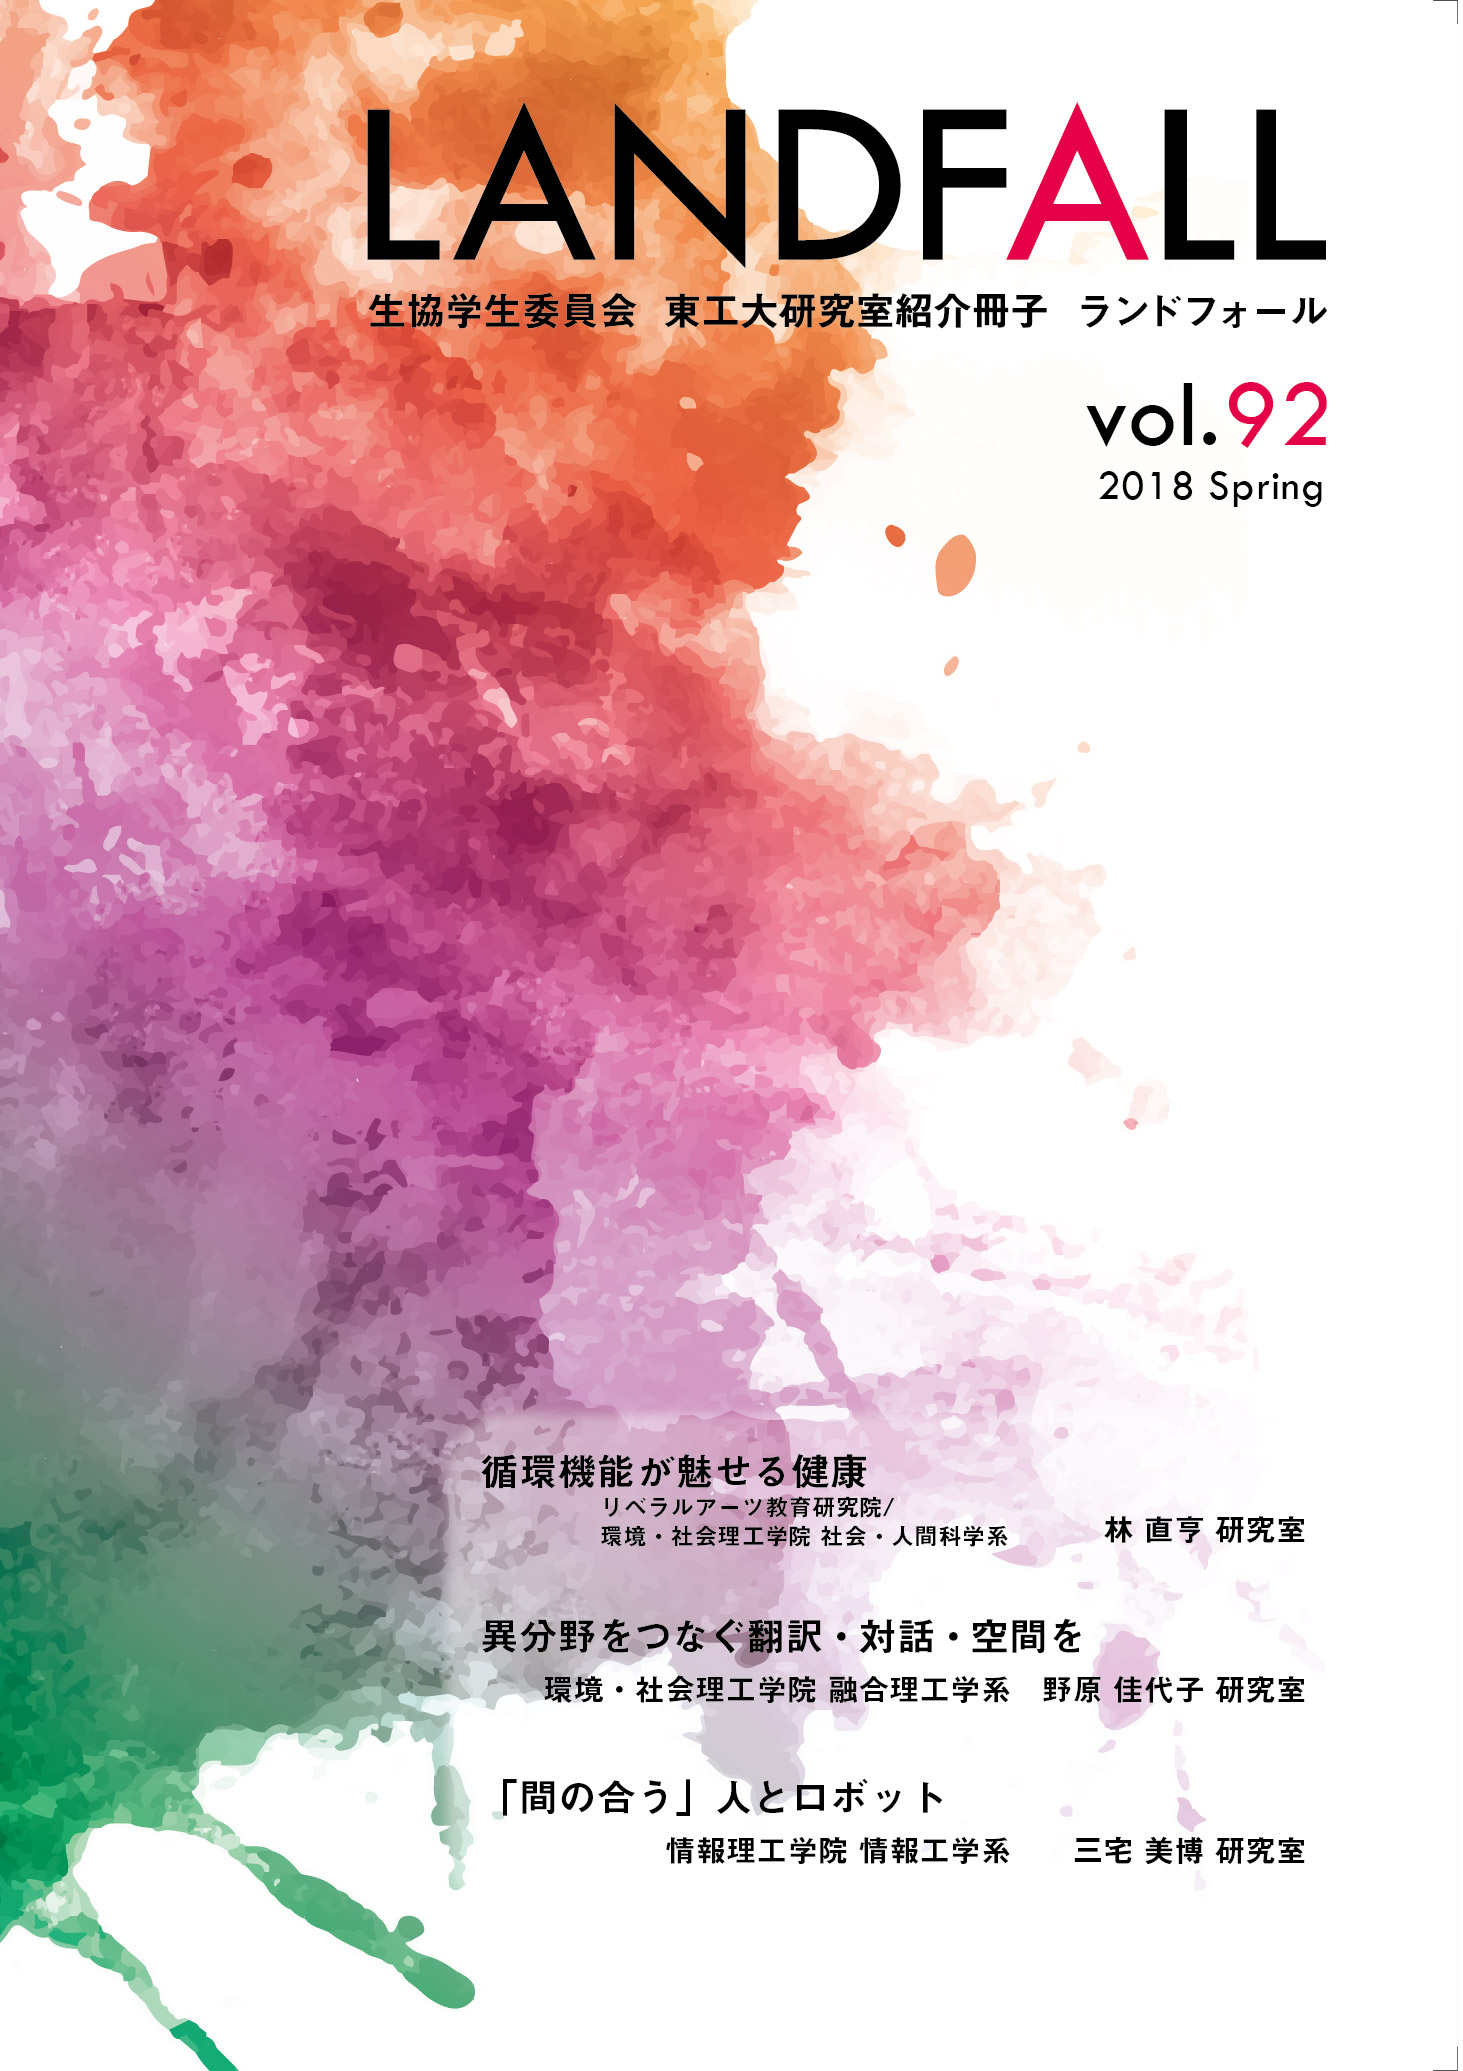 LANDFALL
生協学生委員会 東工大研究室紹介冊子 ランドフォール
vol.92
2018 Spring
循環機能が魅せる健康
リベラルアーツ教育研究院/
環境・社会理工学院 社会・人間科学系 林 直亨 研究室
異分野をつなぐ翻訳・対話・空間を
環境・社会理工学院 融合理工学系 野原 佳代子 研究室
「間の合う」人とロボット
情報理工学院 情報工学系 三宅 美博 研究室